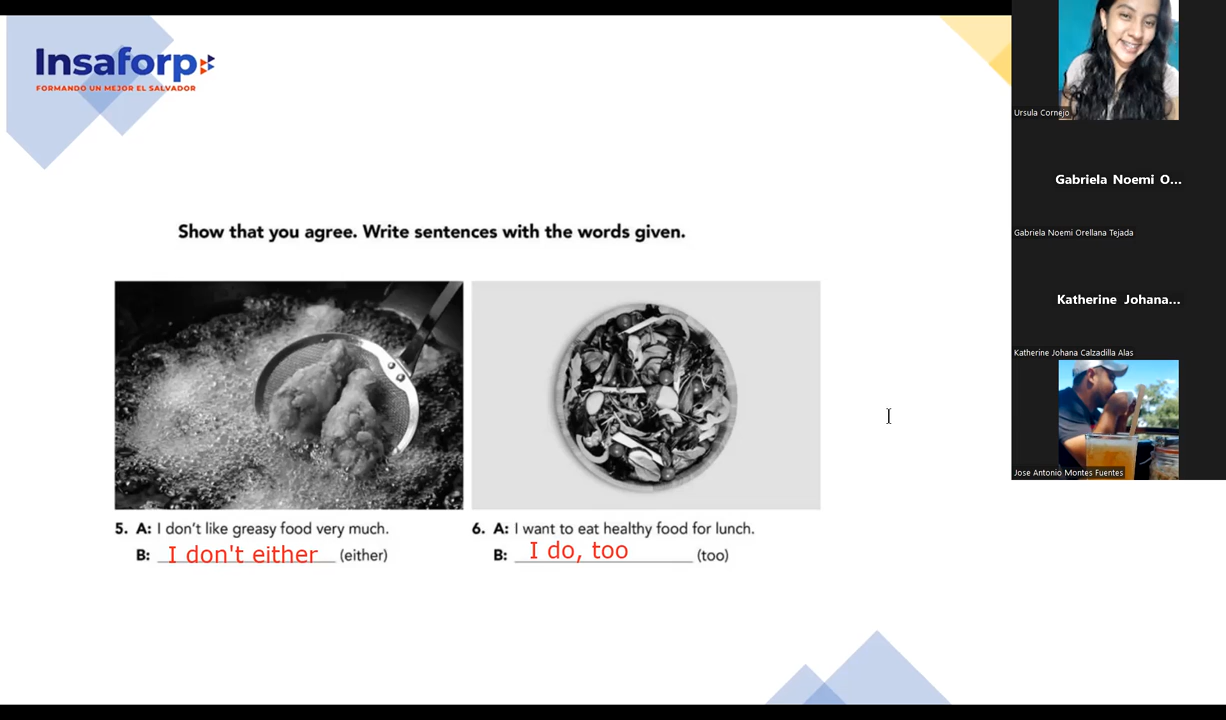 Insaforp
FORMANDO UN MEJOR EL SALVADOR
Show that you agree. Write sentences with the words given.
5. A: I don't like greasy food very much.
B: I don't either (either)
6. A: I want to eat healthy food for lunch.
B: I do, too (too)
Ursula Cornejo
Gabriela Noemi O...
Gabriela Noemi Orellana Tejada
Katherine Johana...
Katherine Johana Calzadilla Alas
Jose Antonio Montes Fuentes